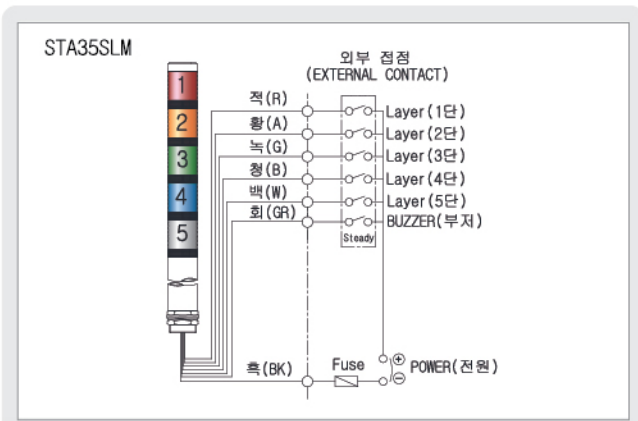 STA35SLM
외부 접점
(EXTERNAL CONTACT)
1
2
3
4
5
적(R)
Layer(1단)
황(A)
Layer(2단)
녹(G)
Layer(3단)
청(B)
Layer(4단)
백(W)
Layer(5단)
회(GR)
BUZZER(부저)
Steady
흑(BK)
Fuse
⊕
⊖
POWER(전원)